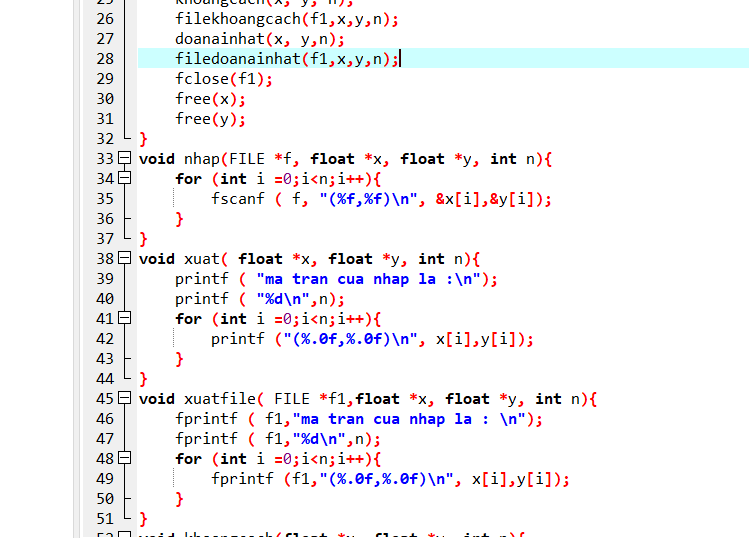 26 filekhoangcach(f1,x,y,n);
27 doanainhat(x, y,n);
28 filedoanainhat(f1,x,y,n);
29 fclose(f1);
30 free(x);
31 free(y);
32 }
33 void nhap(FILE *f, float *x, float *y, int n){
34 for (int i =0;i<n;i++){
35 fscanf ( f, "(%f,%f)\n", &x[i],&y[i]);
36 }
37 }
38 void xuat( float *x, float *y, int n){
39 printf ( "ma tran cua nhap la :\n");
40 printf ( "%d\n",n);
41 for (int i =0;i<n;i++){
42 printf ("(%.0f,%.0f)\n", x[i],y[i]);
43 }
44 }
45 void xuatfile( FILE *f1,float *x, float *y, int n){
46 fprintf ( f1,"ma tran cua nhap la : \n");
47 fprintf ( f1,"%d\n",n);
48 for (int i =0;i<n;i++){
49 fprintf (f1,"(%.0f,%.0f)\n", x[i],y[i]);
50 }
51 }